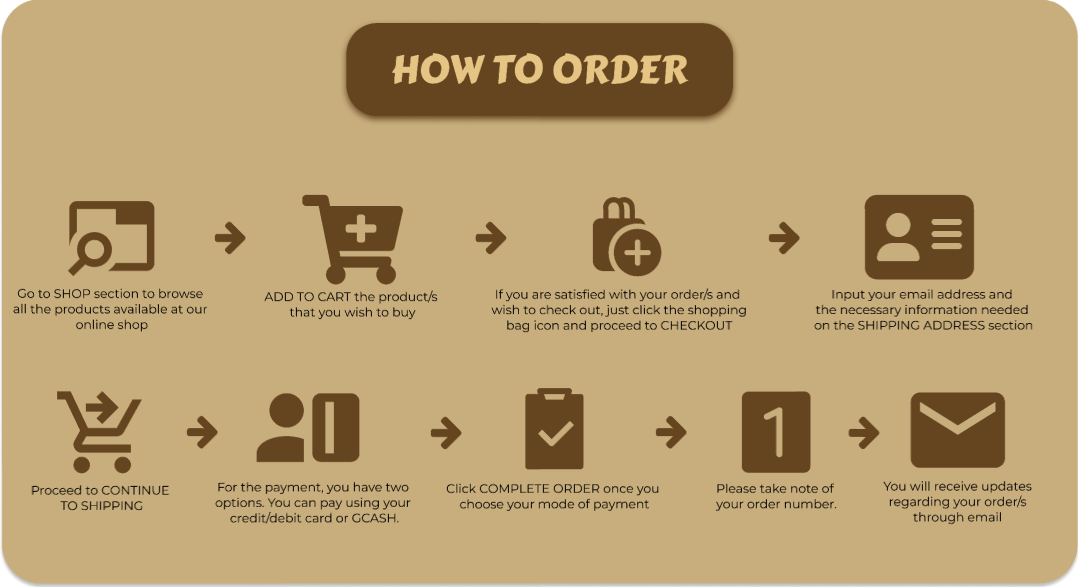 HOW TO ORDER
Go to SHOP section to browse
all the products available at our
online shop
ADD TO CART the product/s
that you wish to buy
If you are satisfied with your order/s and
wish to check out, just click the shopping
bag icon and proceed to CHECKOUT
Input your email address and
the necessary information needed
on the SHIPPING ADDRESS section
Proceed to CONTINUE
TO SHIPPING
For the payment, you have two
options. You can pay using your
credit/debit card or GCASH.
Click COMPLETE ORDER once you
choose your mode of payment
1
Please take note of
your order number.
You will receive updates
regarding your order/s
through email